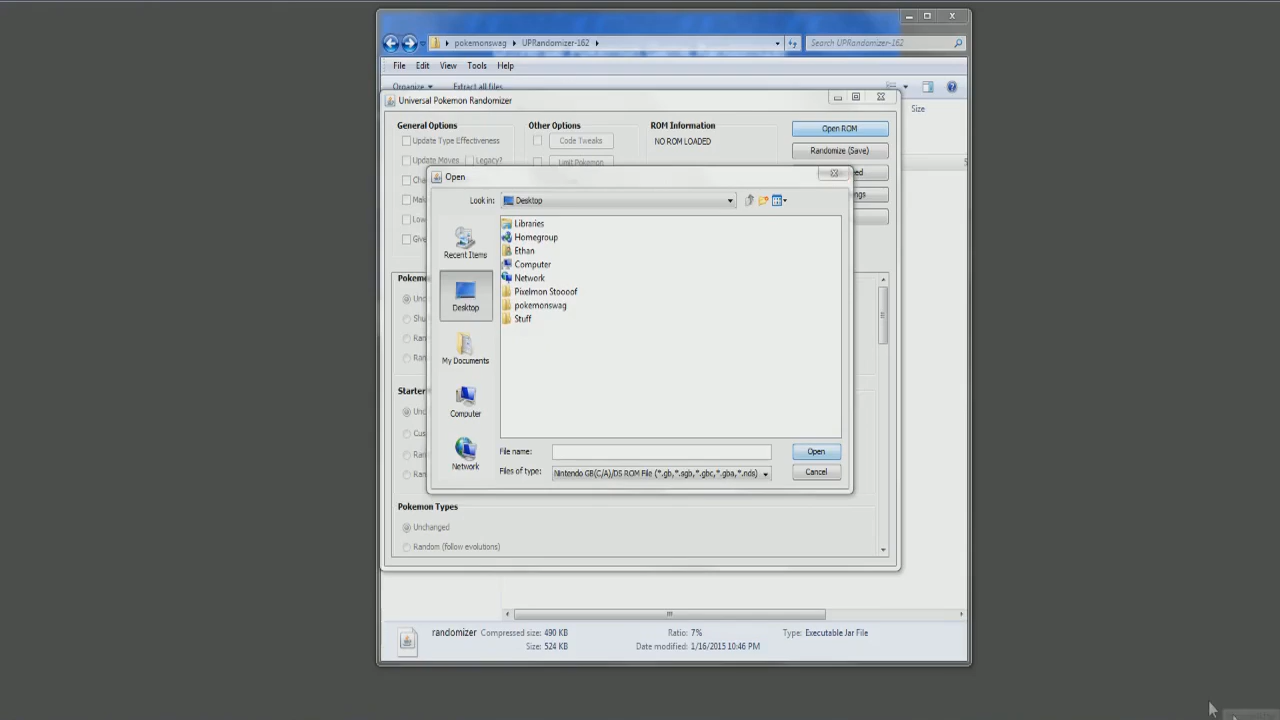 pokemonswag
UPRandomizer-162
Search UPRandomizer-162
File
Edit
View
Tools
Help
Organize
Extract all files
Size
Universal Pokemon Randomizer
General Options
Other Options
ROM Information
Open ROM
Update Type Effectiveness
Code Tweaks
NO ROM LOADED
Randomize (Save)
Update Moves
Legacy?
Limit Pokemon
Open
Look in:
Desktop
Libraries
Homegroup
Ethan
Computer
Network
Pixelmon Stoooof
pokemonswag
Stuff
Recent Items
Desktop
My Documents
Computer
Network
File name:
Open
Files of type:
Nintendo GB(C/A)/DS ROM File (*.gb,*.sgb,*.gbc,*.gba,*.nds)
Cancel
Pokemon Types
Unchanged
Random (follow evolutions)
randomizer
Compressed size: 490 KB
Ratio: 7%
Type: Executable Jar File
Size: 524 KB
Date modified: 1/16/2015 10:46 PM